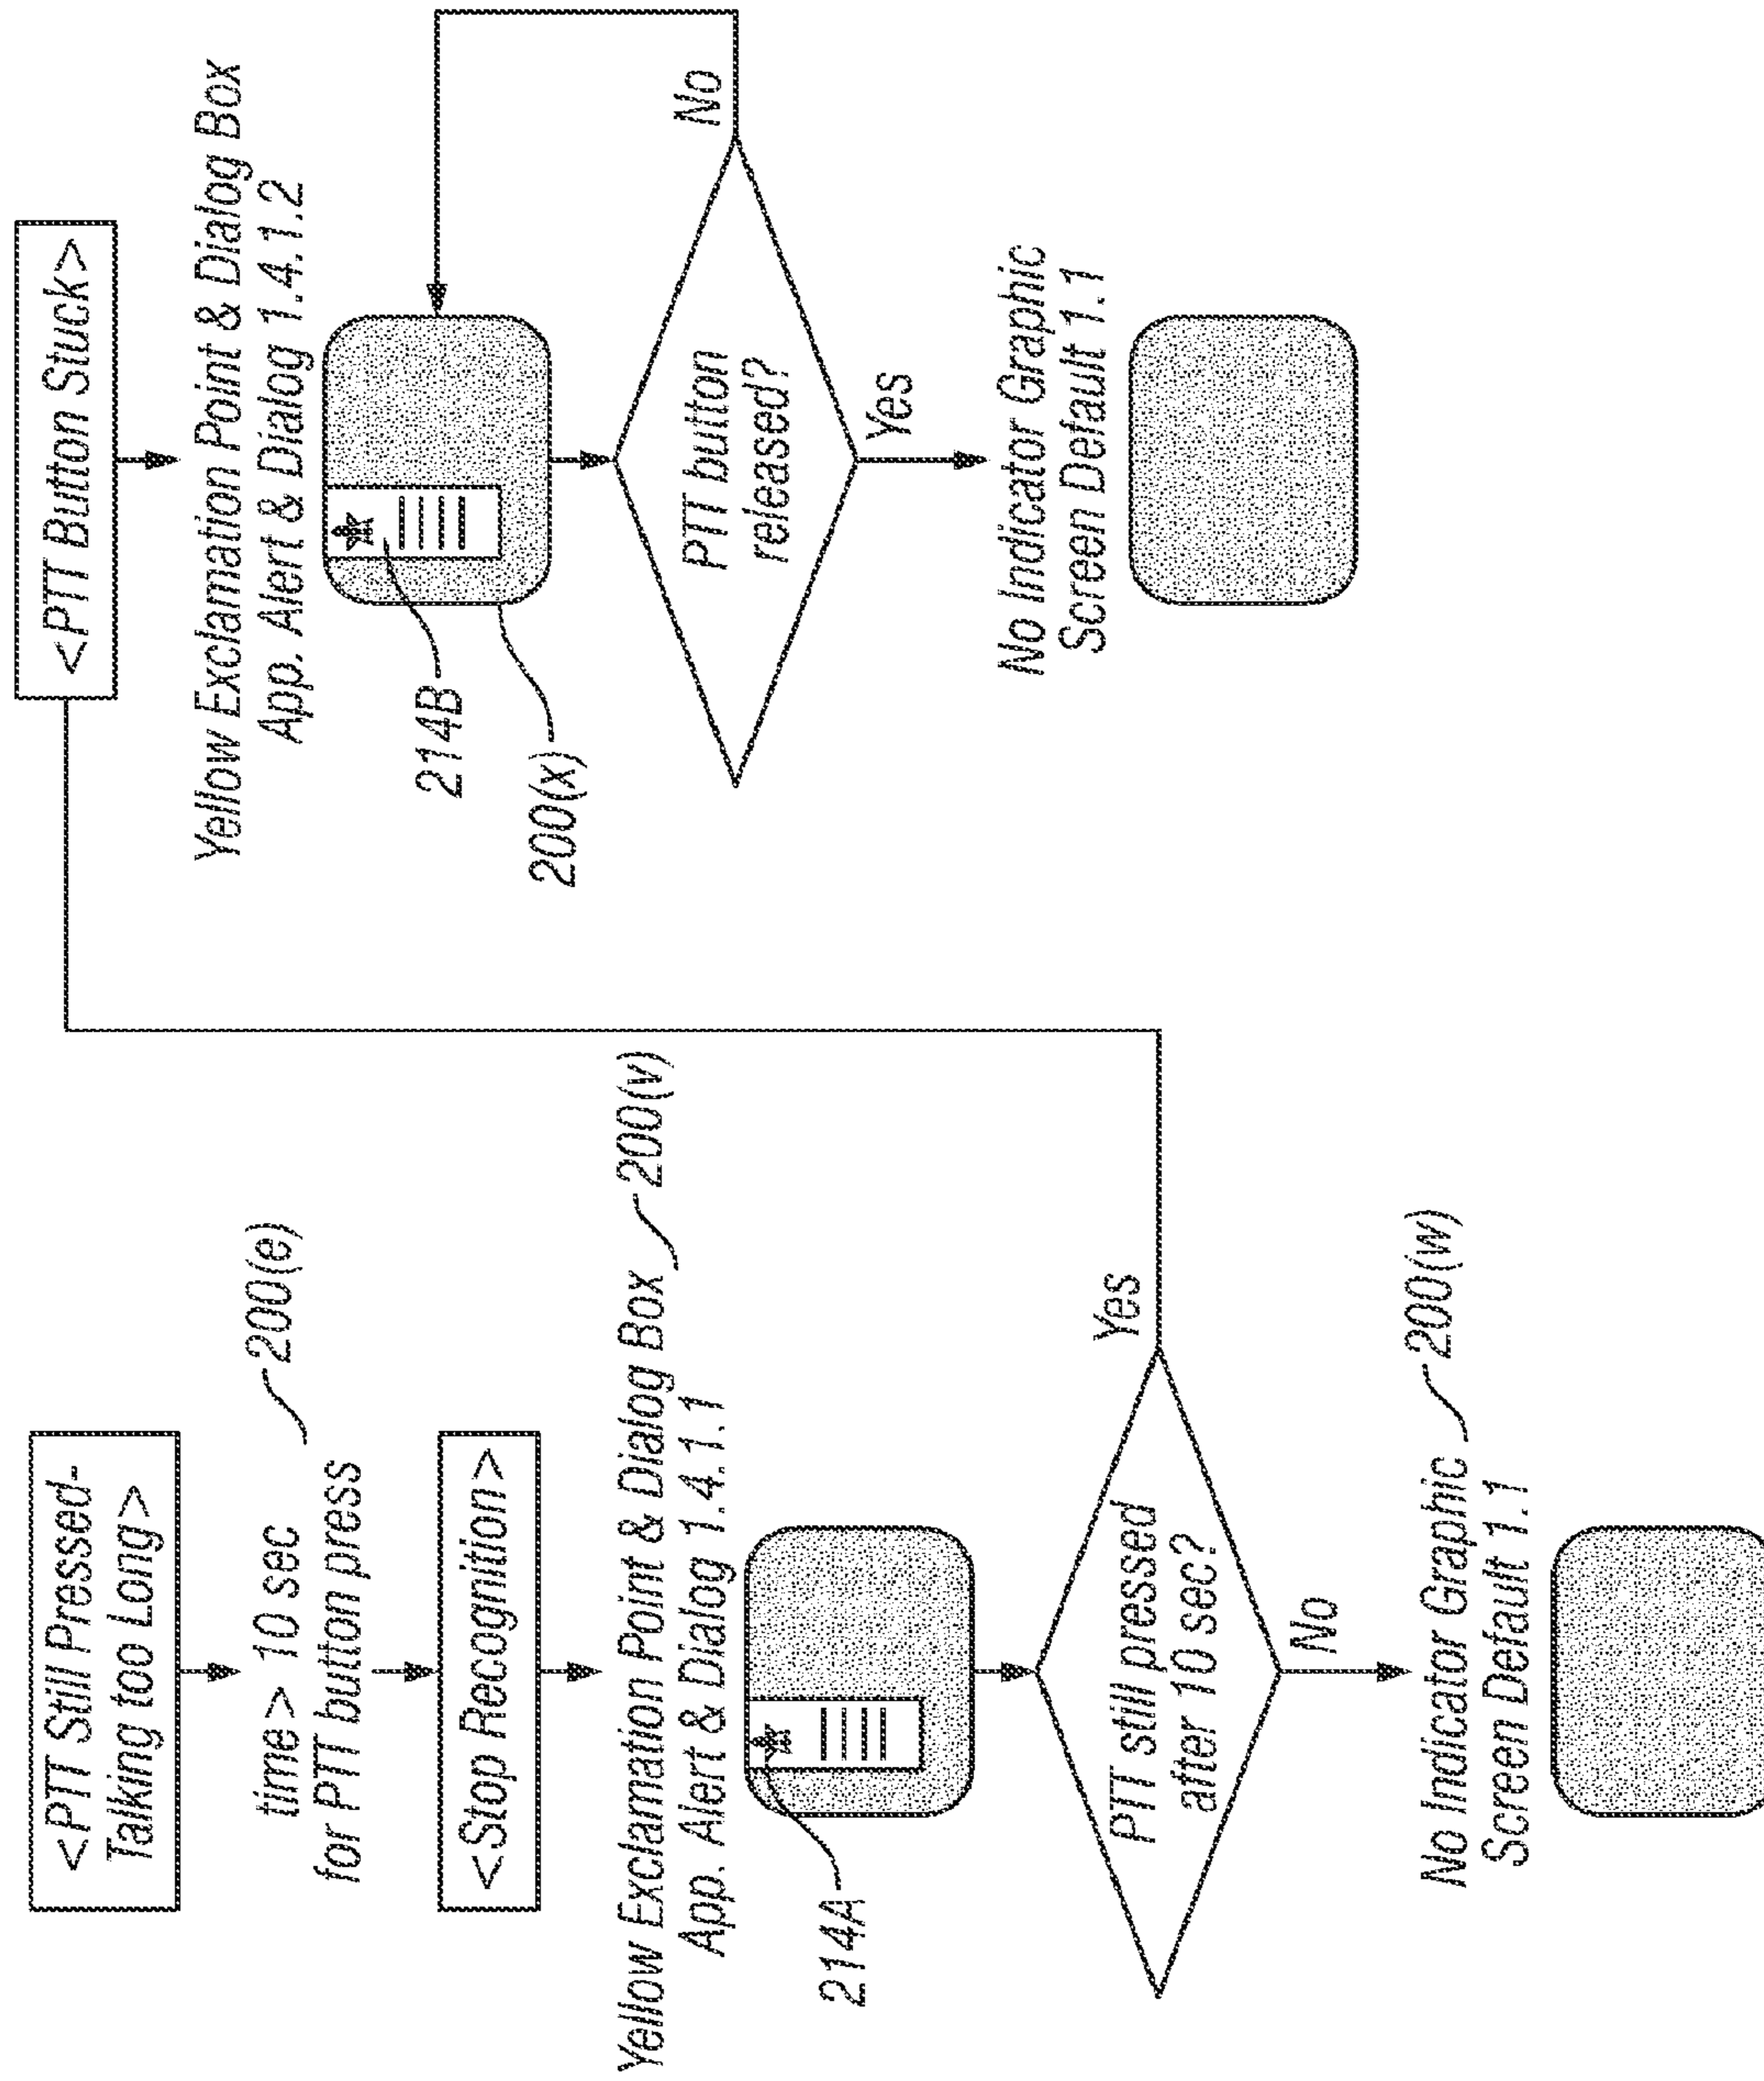 <PTT Still Pressed-
Talking too Long>
time> 10 sec
for PTT button press
200(e)
<Stop Recognition>
Yellow Exclamation Point & Dialog Box
App. Alert & Dialog 1.4.1.1
200(v)
214A
PTT still pressed
after 10 sec?
Yes
No
No Indicator Graphic
Screen Default 1.1
200(w)
<PTT Button Stuck>
Yellow Exclamation Point & Dialog Box
App. Alert & Dialog 1.4.1.2
214B
200(x)
PTT button
released?
No
Yes
No Indicator Graphic
Screen Default 1.1